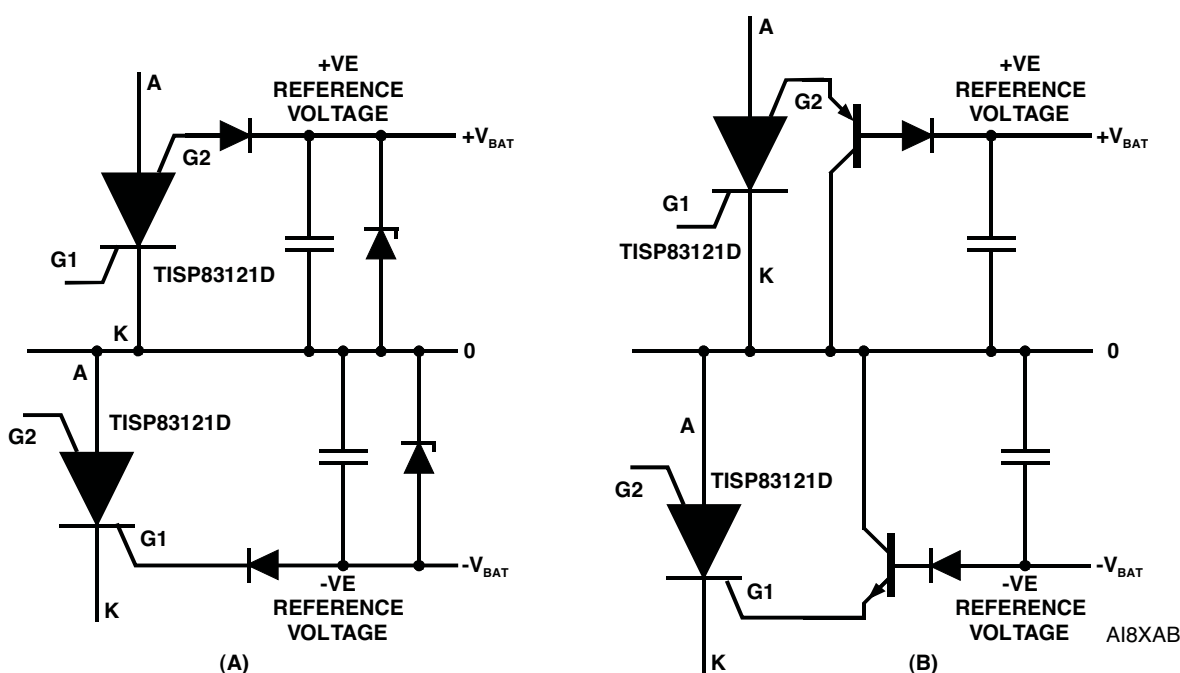 A
+VE
REFERENCE
VOLTAGE
G2
+VBAT
G1
TISP83121D
K
0
A
TISP83121D
G2
G1
-VBAT
-VE
REFERENCE
VOLTAGE
K
(A)
A
+VE
REFERENCE
VOLTAGE
G2
+VBAT
G1
TISP83121D
K
0
A
TISP83121D
G2
G1
-VBAT
-VE
REFERENCE
VOLTAGE
AI8XAB
K
(B)